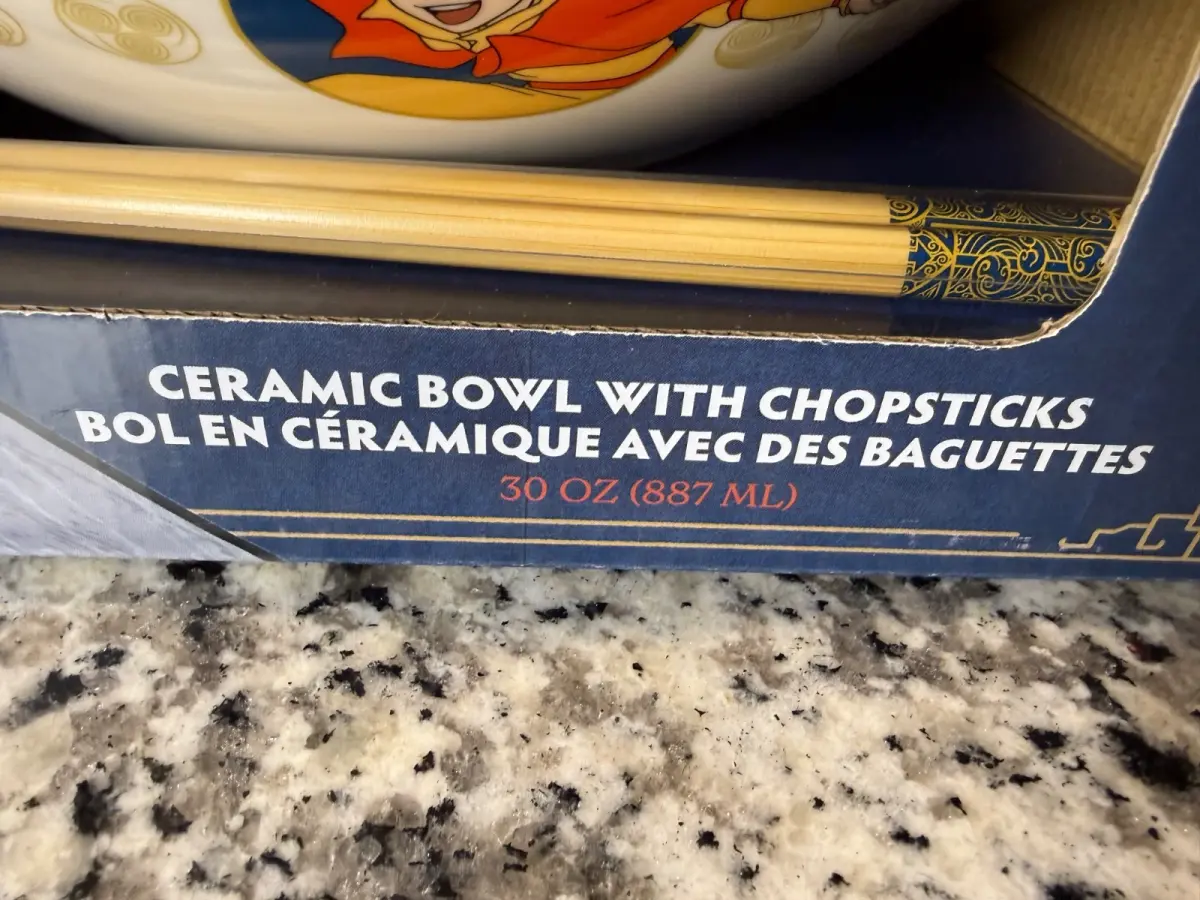 CERAMIC BOWL WITH CHOPSTICKS
BOL EN CÉRAMIQUE AVEC DES BAGUETTES
30 OZ (887 ML)